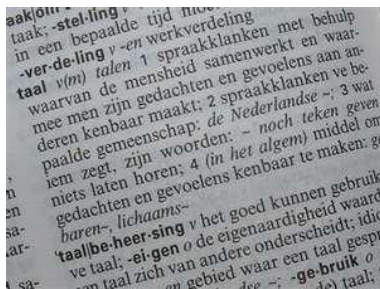 taak; -stel·ling v
in een bepaalde tijd
-ver·de·ling v -en werkverdeling
taal v(m) talen 1 spraakklanken met behulp
waarvan de mensheid samenwerkt en waar-
mee men zijn gedachten en gevoelens aan an-
deren kenbaar maakt; 2 spraakklanken ve be-
paalde gemeenschap: de Nederlandse ~; 3 wat
iem zegt, zijn woorden: ~ noch teken geven
niets laten horen; 4 (in het algem) middel om
gedachten en gevoelens kenbaar te maken:
baren~, lichaams~
'taal|be·heer·sing v het goed kunnen
ve taal; -ei·gen o de eigenaardigheid
taal zich van andere onderscheidt;
en gebied waar een taal
-ge·bruik o
taal;